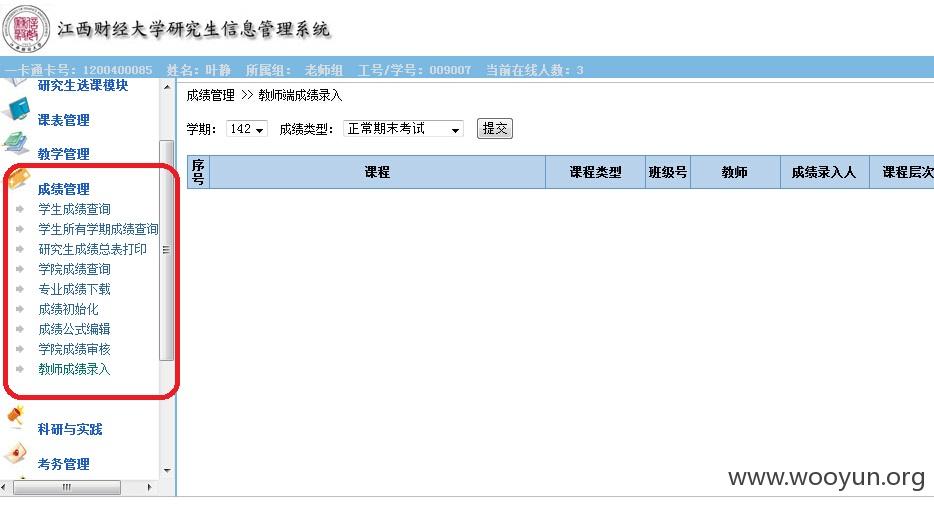 江西财经大学研究生信息管理系统
一卡通卡号：1200400085 姓名：叶静 所属组： 老师组 工号/学号：009007 当前在线人数：3
研究生选课模块
课表管理
教学管理
成绩管理
学生成绩查询
学生所有学期成绩查询
研究生成绩总表打印
学院成绩查询
专业成绩下载
成绩初始化
成绩公式编辑
学院成绩审核
教师成绩录入
科研与实践
考务管理
成绩管理 >> 教师端成绩录入
学期： 142 成绩类型： 正常期末考试 提交
序号 课程 课程类型 班级号 教师 成绩录入人 课程层次
www.wooyun.org